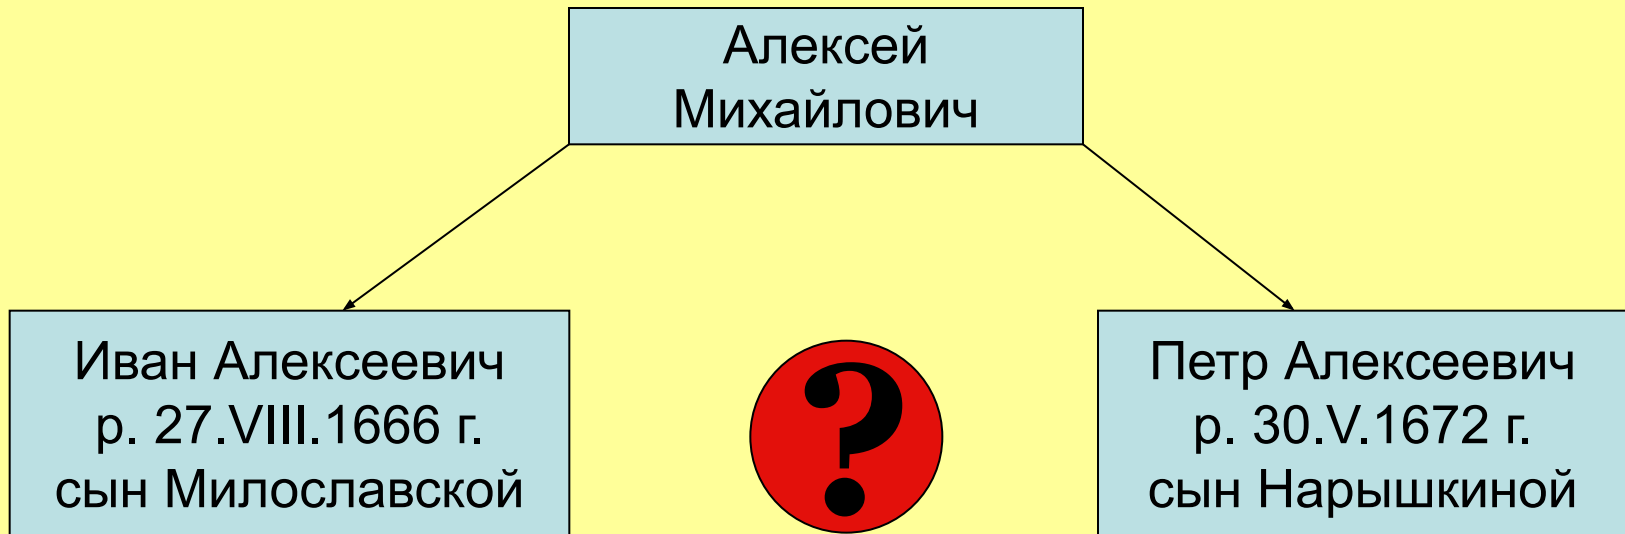 Алексей
Михайлович
Иван Алексеевич
р. 27.VIII.1666 г.
сын Милославской
?
Петр Алексеевич
р. 30.V.1672 г.
сын Нарышкиной